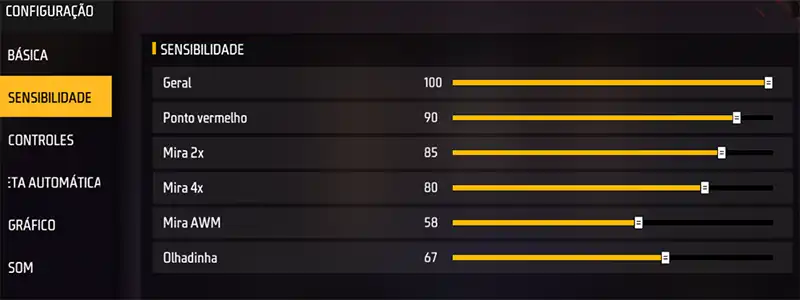 CONFIGURAÇÃO
BÁSICA
SENSIBILIDADE
CONTROLES
ETA AUTOMÁTICA
GRÁFICO
SOM
SENSIBILIDADE
Geral 100
Ponto vermelho 90
Mira 2x 85
Mira 4x 80
Mira AWM 58
Olhadinha 67